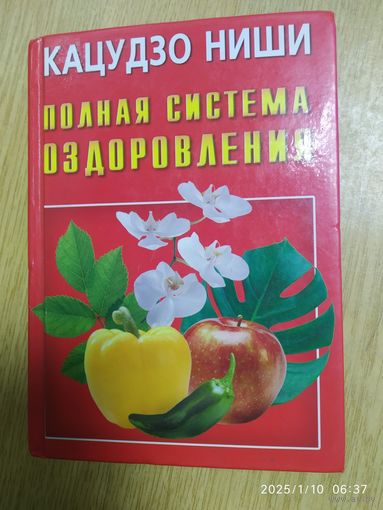 КАЦУДЗО НИШИ
ПОЛНАЯ СИСТЕМА
ОЗДОРОВЛЕНИЯ
2025/1/10 06:37